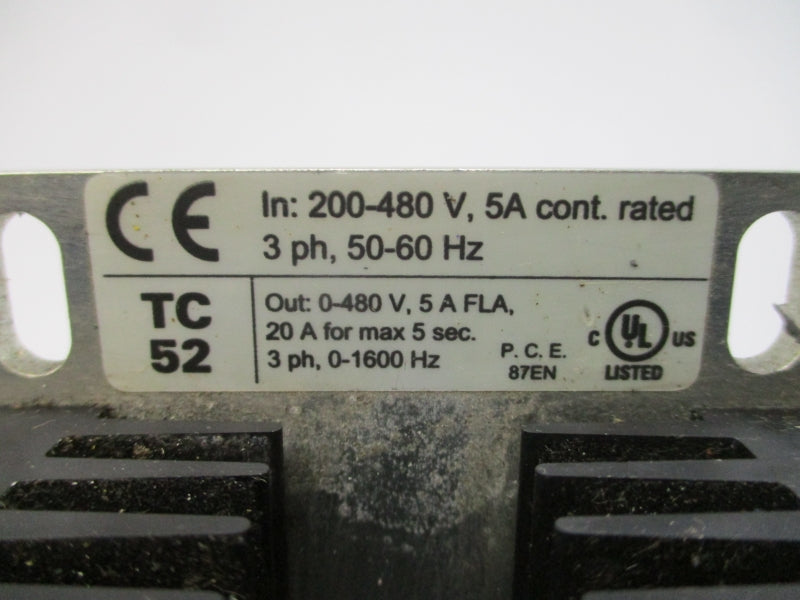 CE
In: 200-480 V, 5A cont. rated
3 ph, 50-60 Hz
TC
52
Out: 0-480 V, 5 A FLA,
20 A for max 5 sec.
3 ph, 0-1600 Hz
P. C. E.
87EN
C UL US
LISTED